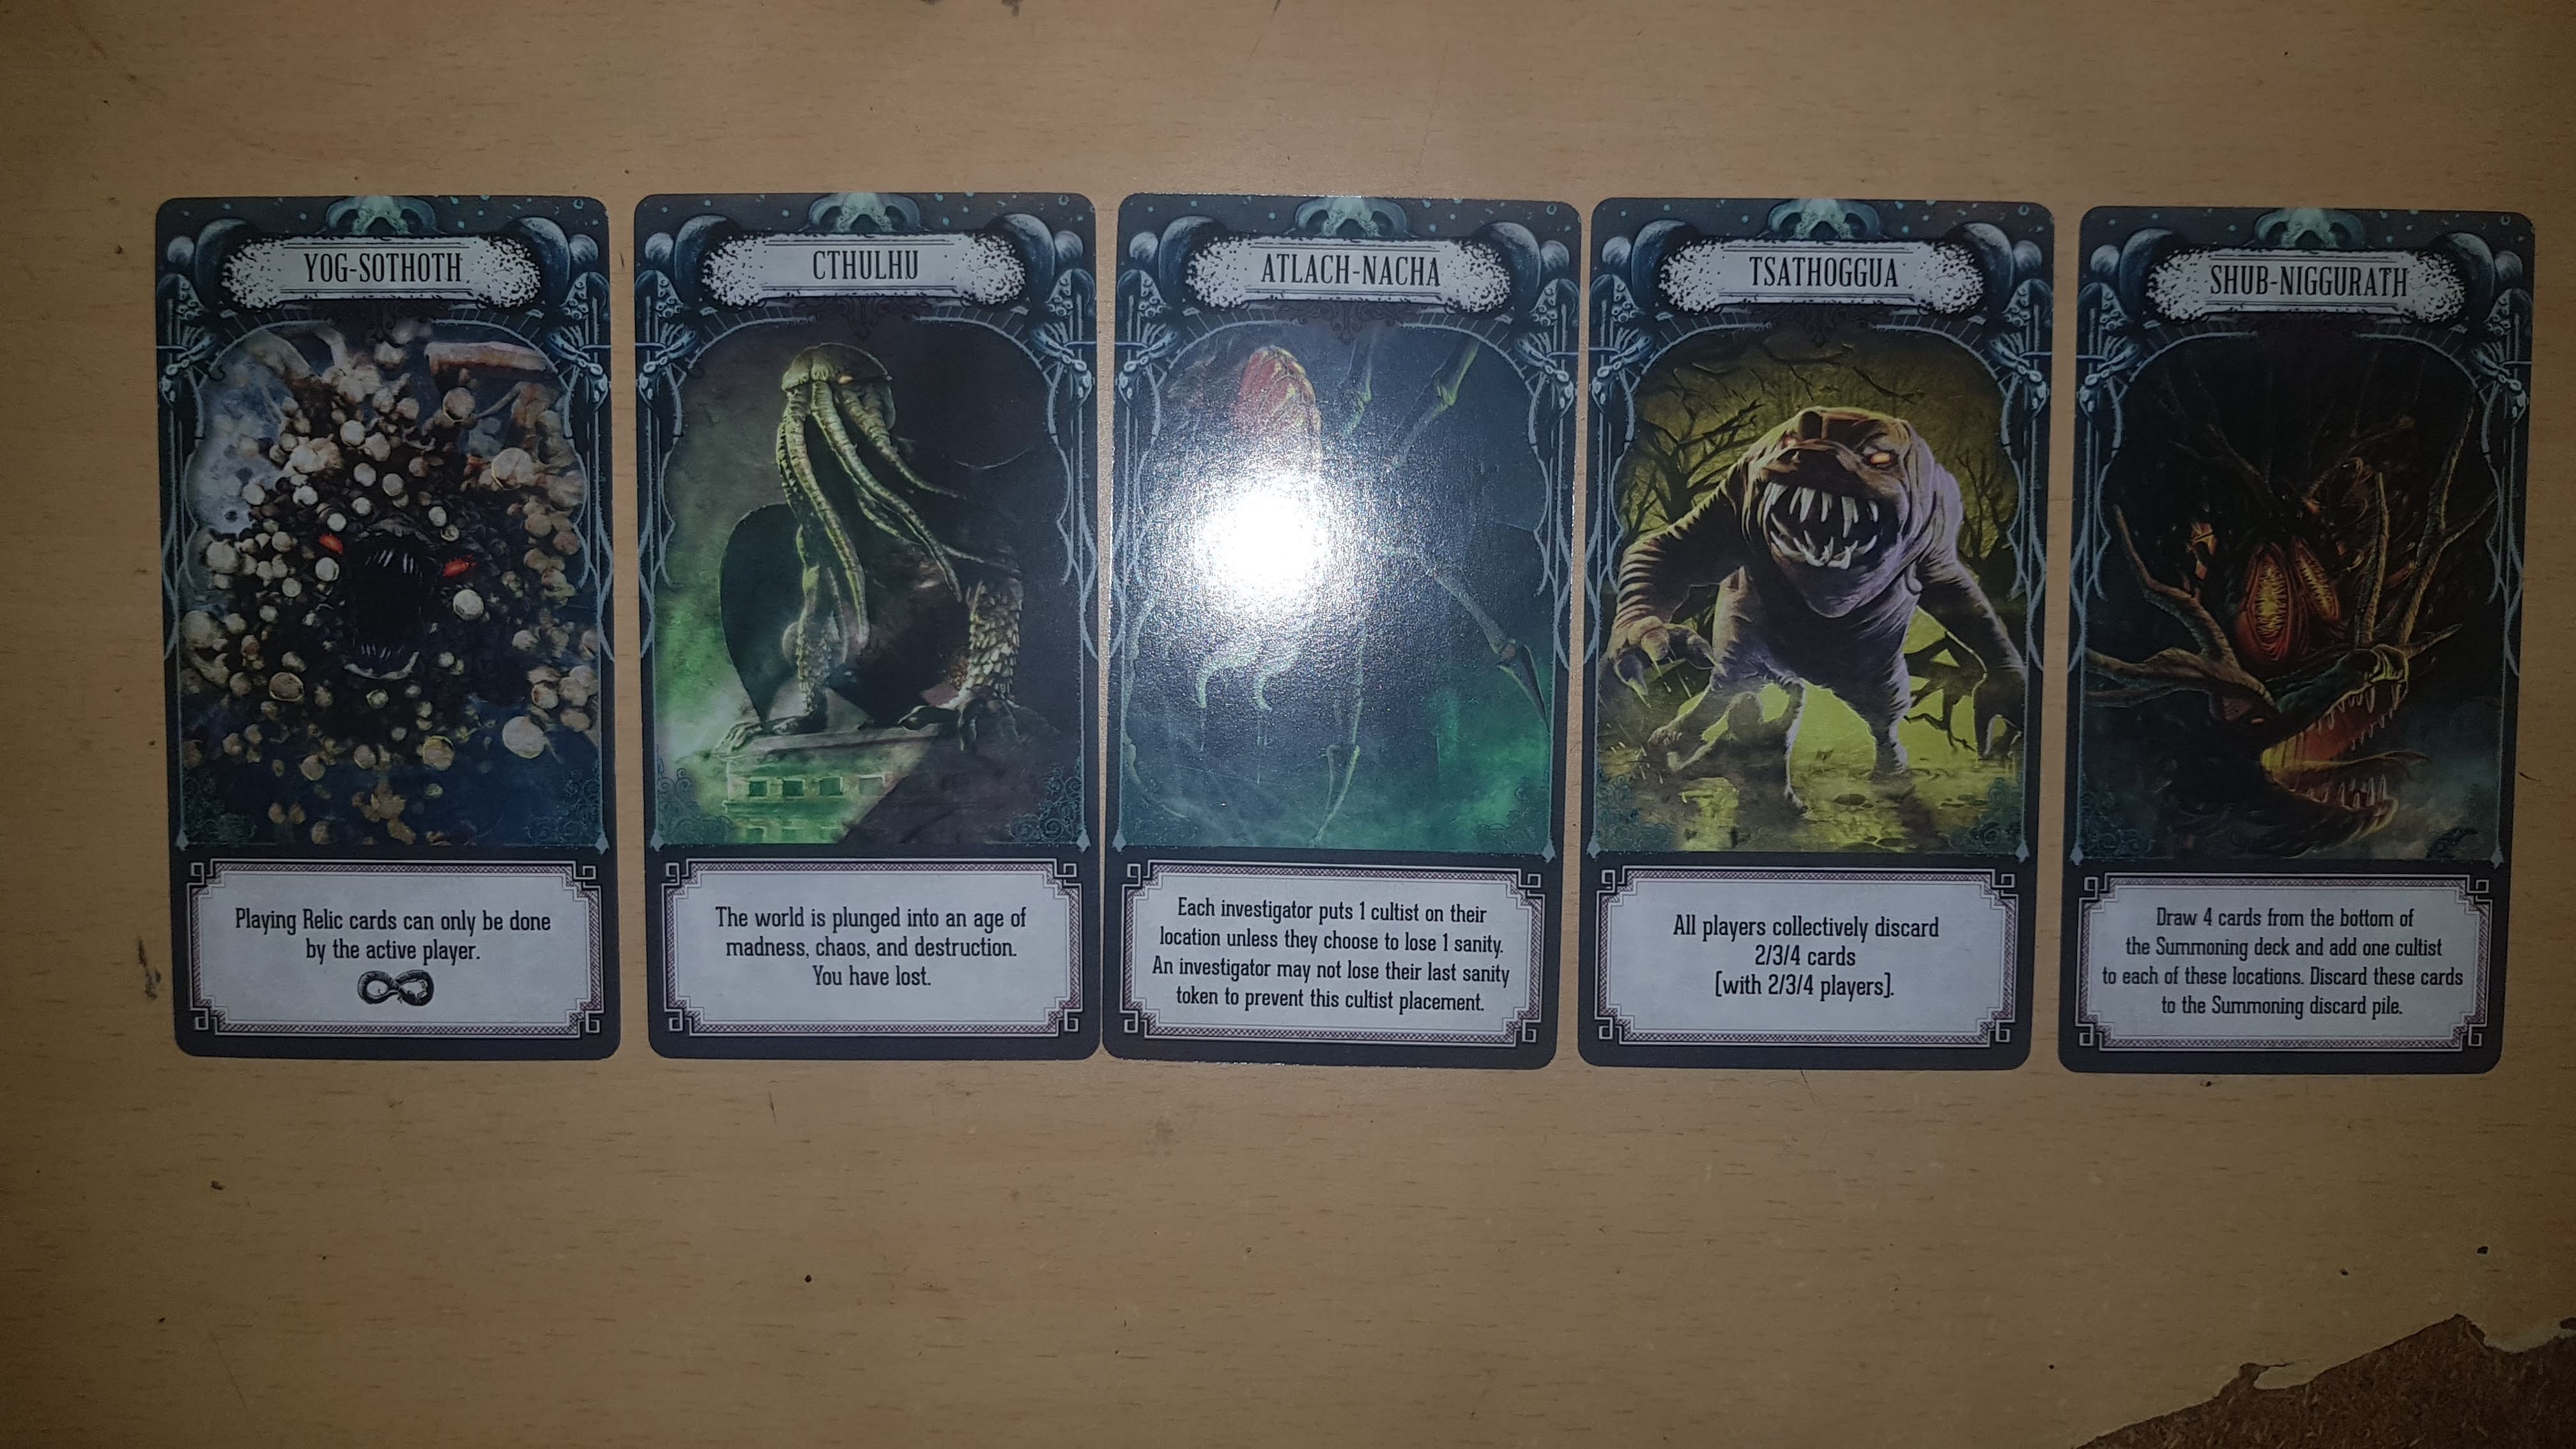 YOG-SOTHOTH
Playing Relic cards can only be done
by the active player.
CTHULHU
The world is plunged into an age of
madness, chaos, and destruction.
You have lost.
ATLACH-NACHA
Each investigator puts 1 cultist on their
location unless they choose to lose 1 sanity.
An investigator may not lose their last sanity
token to prevent this cultist placement.
TSATHOGGUA
All players collectively discard
2/3/4 cards
[with 2/3/4 players].
SHUB-NIGGURATH
Draw 4 cards from the bottom of
the Summoning deck and add one cultist
to each of these locations. Discard these cards
to the Summoning discard pile.